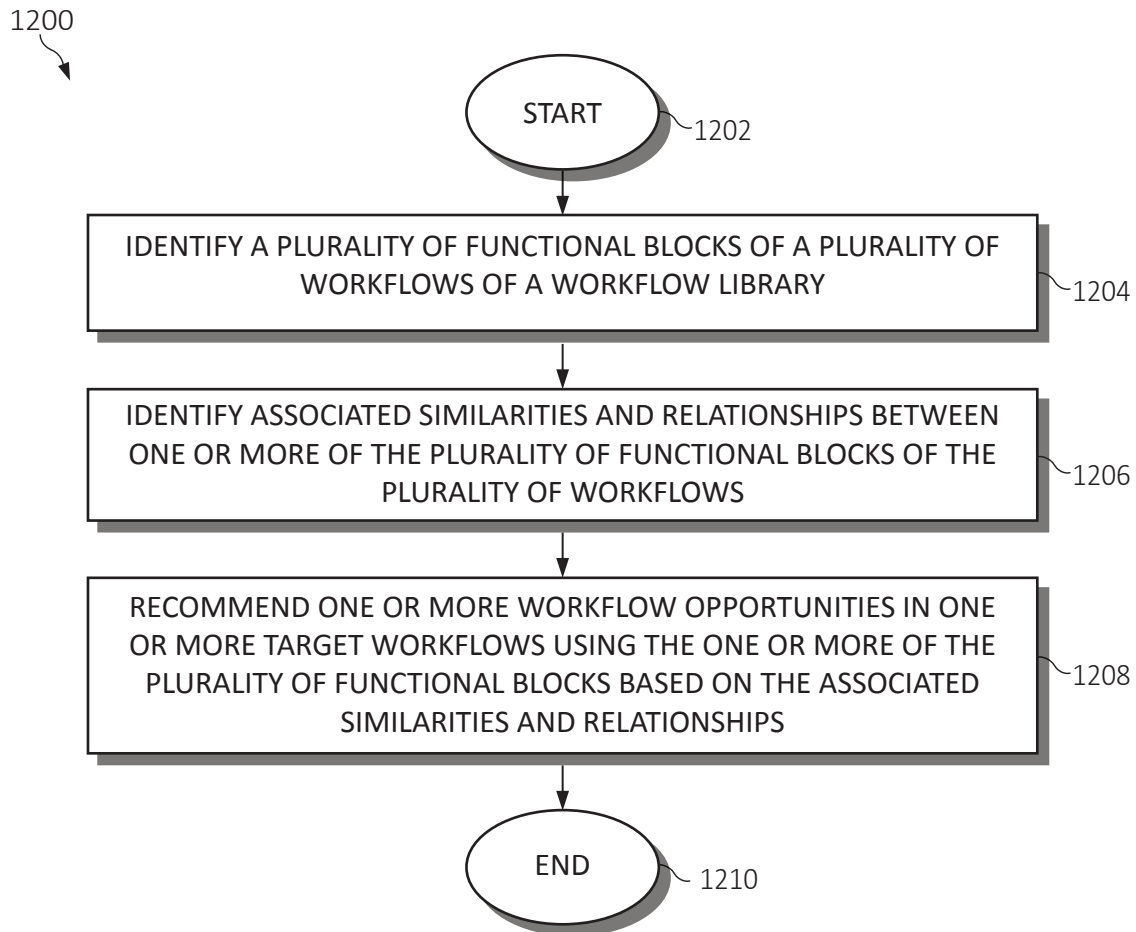 1200
START
1202
IDENTIFY A PLURALITY OF FUNCTIONAL BLOCKS OF A PLURALITY OF
WORKFLOWS OF A WORKFLOW LIBRARY
1204
IDENTIFY ASSOCIATED SIMILARITIES AND RELATIONSHIPS BETWEEN
ONE OR MORE OF THE PLURALITY OF FUNCTIONAL BLOCKS OF THE
PLURALITY OF WORKFLOWS
1206
RECOMMEND ONE OR MORE WORKFLOW OPPORTUNITIES IN ONE
OR MORE TARGET WORKFLOWS USING THE ONE OR MORE OF THE
PLURALITY OF FUNCTIONAL BLOCKS BASED ON THE ASSOCIATED
SIMILARITIES AND RELATIONSHIPS
1208
END
1210